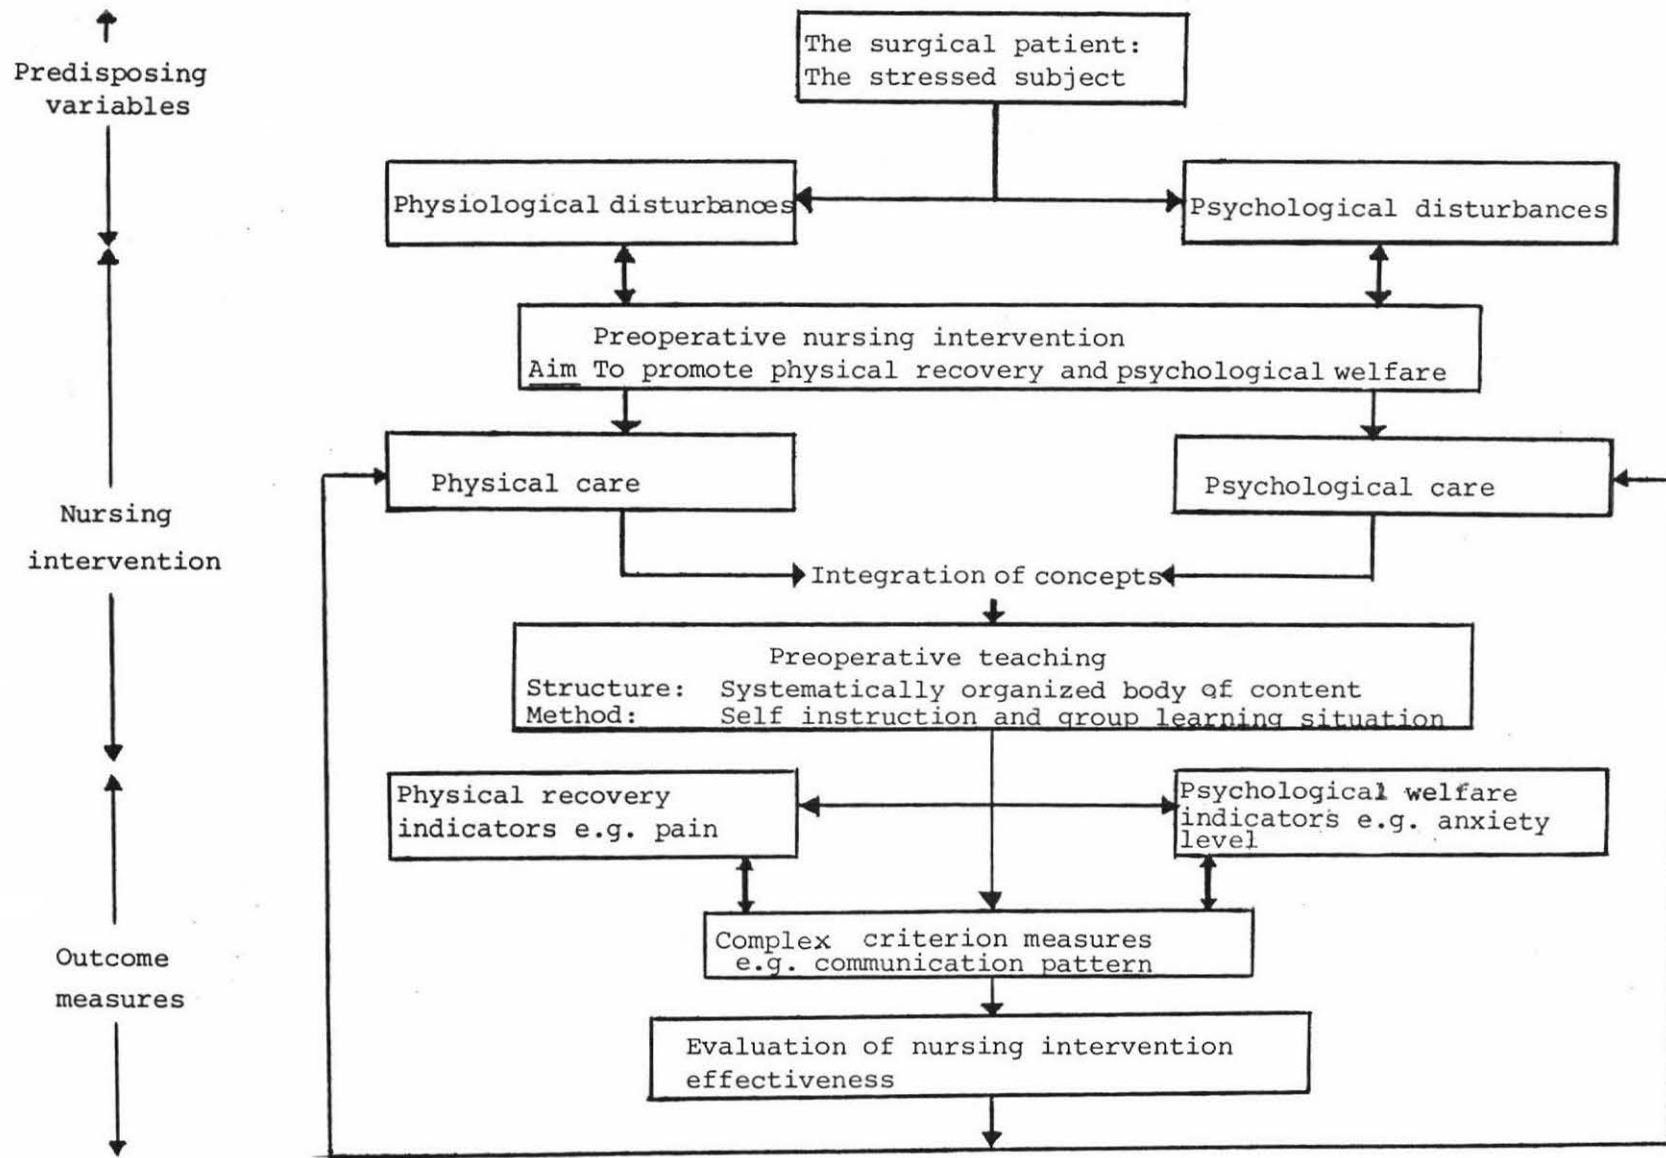 Predisposing
variables
The surgical patient:
The stressed subject
Physiological disturbances
Psychological disturbances
Preoperative nursing intervention
Aim To promote physical recovery and psychological welfare
Physical care
Psychological care
Nursing
intervention
Integration of concepts
Preoperative teaching
Structure: Systematically organized body of content
Method: Self instruction and group learning situation
Physical recovery
indicators e.g. pain
Psychological welfare
indicators e.g. anxiety
level
Complex criterion measures
e.g. communication pattern
Outcome
measures
Evaluation of nursing intervention
effectiveness